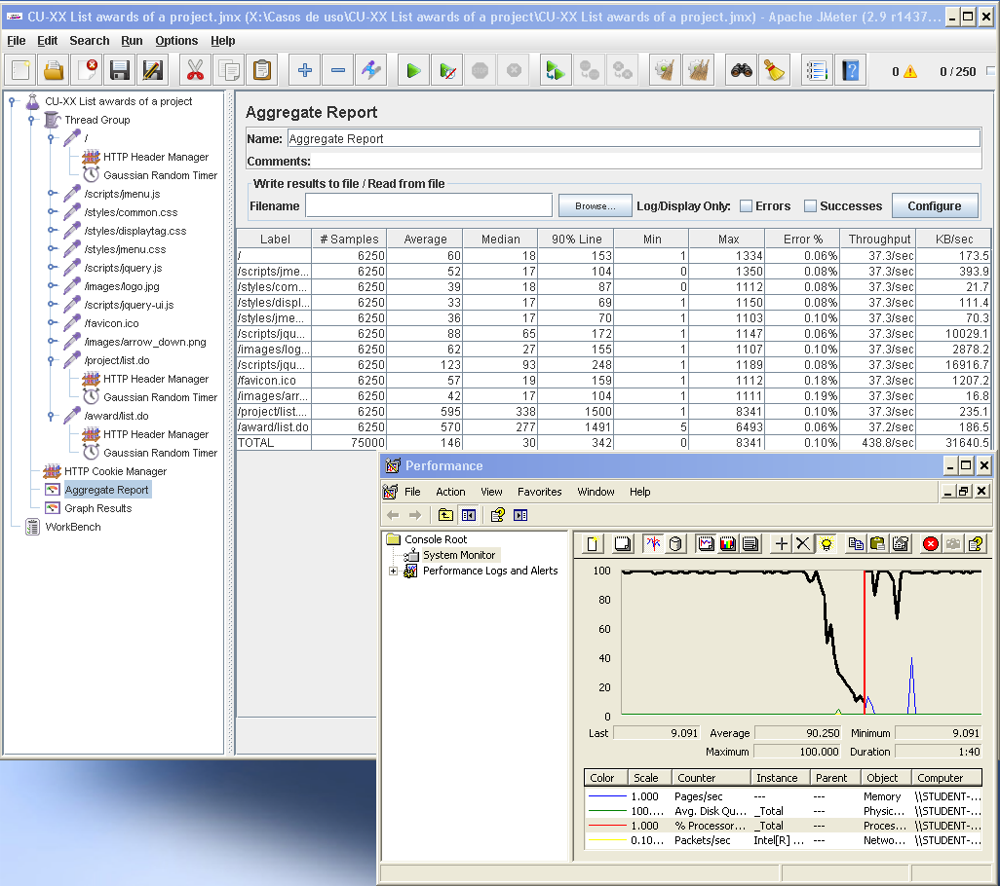 CU-XX List awards of a project.jmx (X:\Casos de uso\CU-XX List awards of a project\CU-XX List awards of a project.jmx) - Apache JMeter (2.9 r1437...
File Edit Search Run Options Help
0 0 / 250
CU-XX List awards of a project
Thread Group
/
HTTP Header Manager
Gaussian Random Timer
/scripts/jmenu.js
/styles/common.css
/styles/displaytag.css
/styles/jmenu.css
/scripts/jquery.js
/images/logo.jpg
/scripts/jquery-ui.js
/favicon.ico
/images/arrow_down.png
/project/list.do
HTTP Header Manager
Gaussian Random Timer
/award/list.do
HTTP Header Manager
Gaussian Random Timer
HTTP Cookie Manager
Aggregate Report
Graph Results
WorkBench
Aggregate Report
Name: Aggregate Report
Comments:
Write results to file / Read from file
Filename Browse... Log/Display Only: Errors Successes Configure
Label # Samples Average Median 90% Line Min Max Error % Throughput KB/sec
/ 6250 60 18 153 1 1334 0.06% 37.3/sec 173.5
/scripts/jme... 6250 52 17 104 0 1350 0.08% 37.3/sec 393.9
/styles/com... 6250 39 18 87 0 1112 0.08% 37.3/sec 21.7
/styles/displ... 6250 33 17 69 1 1150 0.08% 37.3/sec 111.4
/styles/jme... 6250 36 17 70 1 1103 0.10% 37.3/sec 70.3
/scripts/jqu... 6250 88 65 172 1 1147 0.06% 37.3/sec 10029.1
/images/log... 6250 62 27 155 1 1107 0.10% 37.3/sec 2878.2
/scripts/jqu... 6250 123 93 248 1 1189 0.08% 37.3/sec 16916.7
/favicon.ico 6250 57 19 159 1 1112 0.18% 37.3/sec 1207.2
/images/arr... 6250 42 17 104 1 1111 0.19% 37.3/sec 16.8
/project/list.... 6250 595 338 1500 1 8341 0.10% 37.3/sec 235.1
/award/list.do 6250 570 277 1491 5 6493 0.06% 37.2/sec 186.5
TOTAL 75000 146 30 342 0 8341 0.10% 438.8/sec 31640.5
Performance
File Action View Favorites Window Help
Console Root
System Monitor
Performance Logs and Alerts
100
80
60
40
20
0
Last 9.091 Average 90.250 Minimum 9.091
Maximum 100.000 Duration 1:40
Color Scale Counter Instance Parent Object Computer
1.000 Pages/sec --- --- Memory \\STUDENT-...
100.... Avg. Disk Qu... _Total --- Physic... \\STUDENT-...
1.000 % Processor... _Total --- Proces... \\STUDENT-...
0.10... Packets/sec Intel[R] ... --- Netwo... \\STUDENT-...